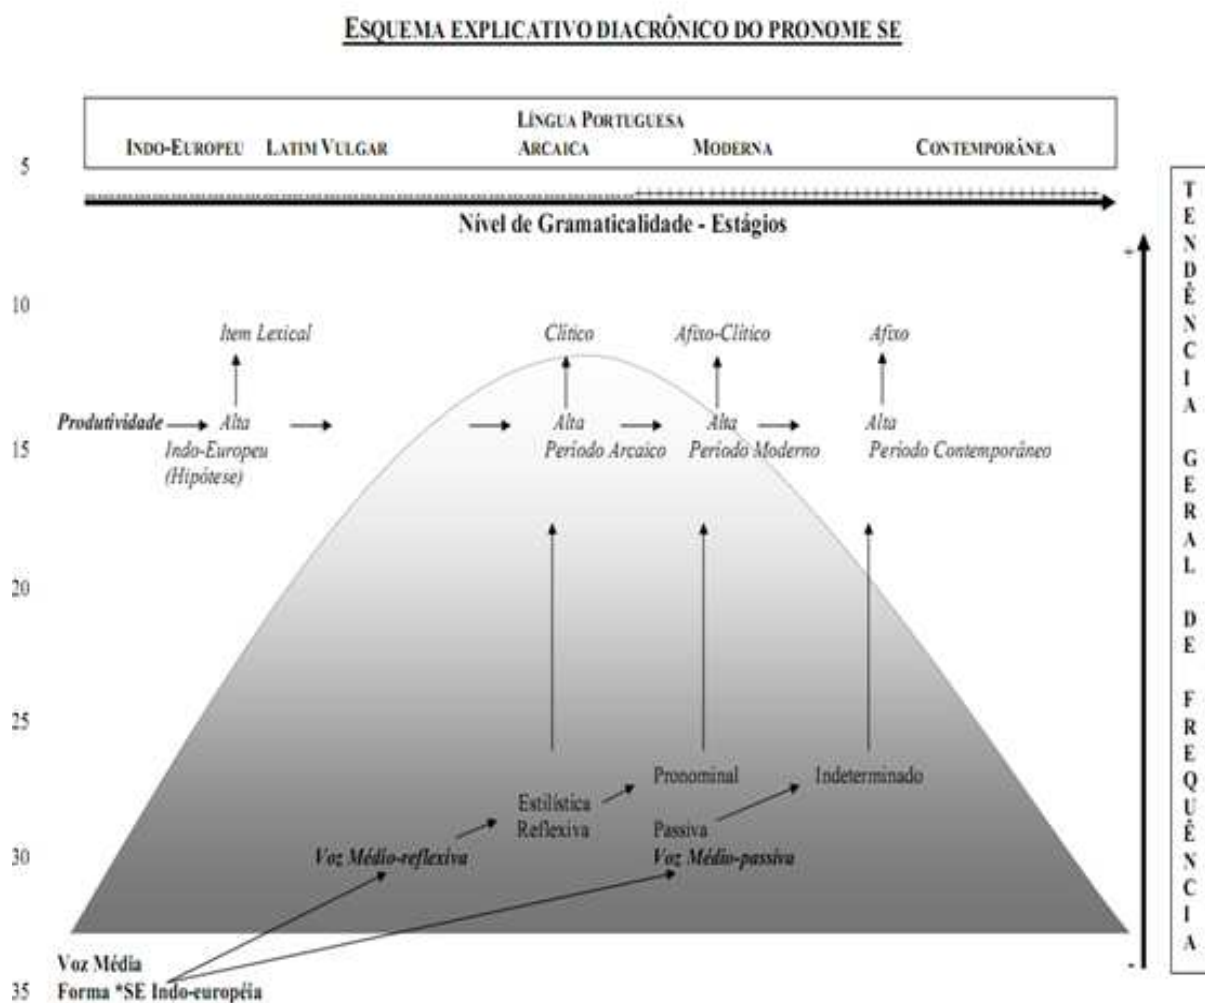 ESQUEMA EXPLICATIVO DIACRÔNICO DO PRONOME SE
LÍNGUA PORTUGUESA
INDO-EUROPEU LATIM VULGAR ARCAICA MODERNA CONTEMPORÂNEA
5
Nível de Gramaticalidade - Estágios
10
Item Lexical Clítico Afixo-Clítico Afixo
Produtividade Alta Alta Alta Alta
15
Indo-Europeu Período Arcaico Período Moderno Período Contemporâneo
(Hipótese)
20
25
Pronominal Indeterminado
Estilística
Reflexiva Passiva
30
Voz Médio-reflexiva Voz Médio-passiva
Voz Média
35
Forma *SE Indo-européia
TENDÊNCIA GERAL DE FREQUÊNCIA